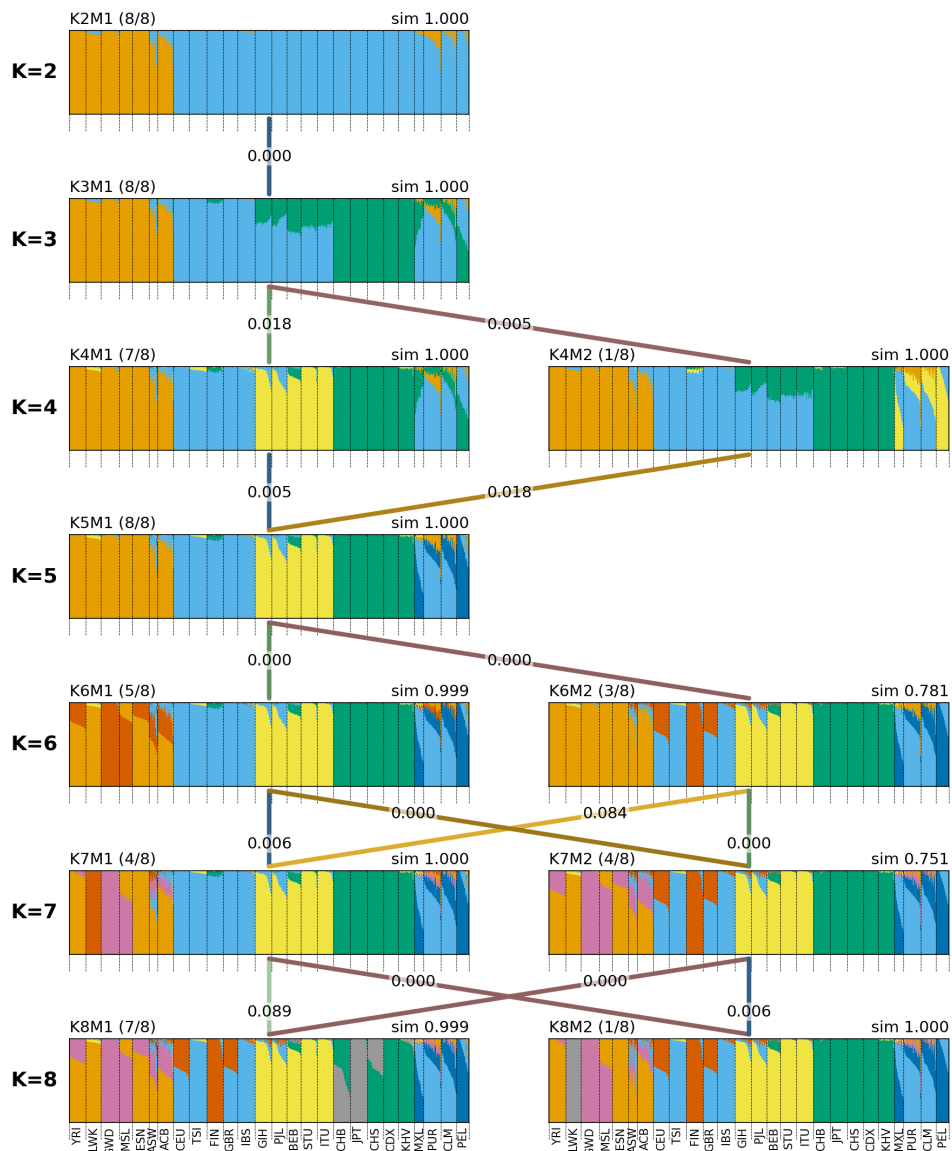 K2M1 (8/8) sim 1.000
K=2
0.000
K3M1 (8/8) sim 1.000
K=3
0.018 0.005
K4M1 (7/8) sim 1.000 K4M2 (1/8) sim 1.000
K=4
0.005 0.018
K5M1 (8/8) sim 1.000
K=5
0.000 0.000
K6M1 (5/8) sim 0.999 K6M2 (3/8) sim 0.781
K=6
0.000 0.084
0.006 0.000
K7M1 (4/8) sim 1.000 K7M2 (4/8) sim 0.751
K=7
0.000 0.000
0.089 0.006
K8M1 (7/8) sim 0.999 K8M2 (1/8) sim 1.000
K=8
YRI LWK GWD MSL ESN ASW ACB CEU TSI FIN GBR IBS GIH PJL BEB STU ITU CHB JPT CHS CDX KHV MXL PUR CLM PEL YRI LWK GWD MSL ESN ASW ACB CEU TSI FIN GBR IBS GIH PJL BEB STU ITU CHB JPT CHS CDX KHV MXL PUR CLM PEL